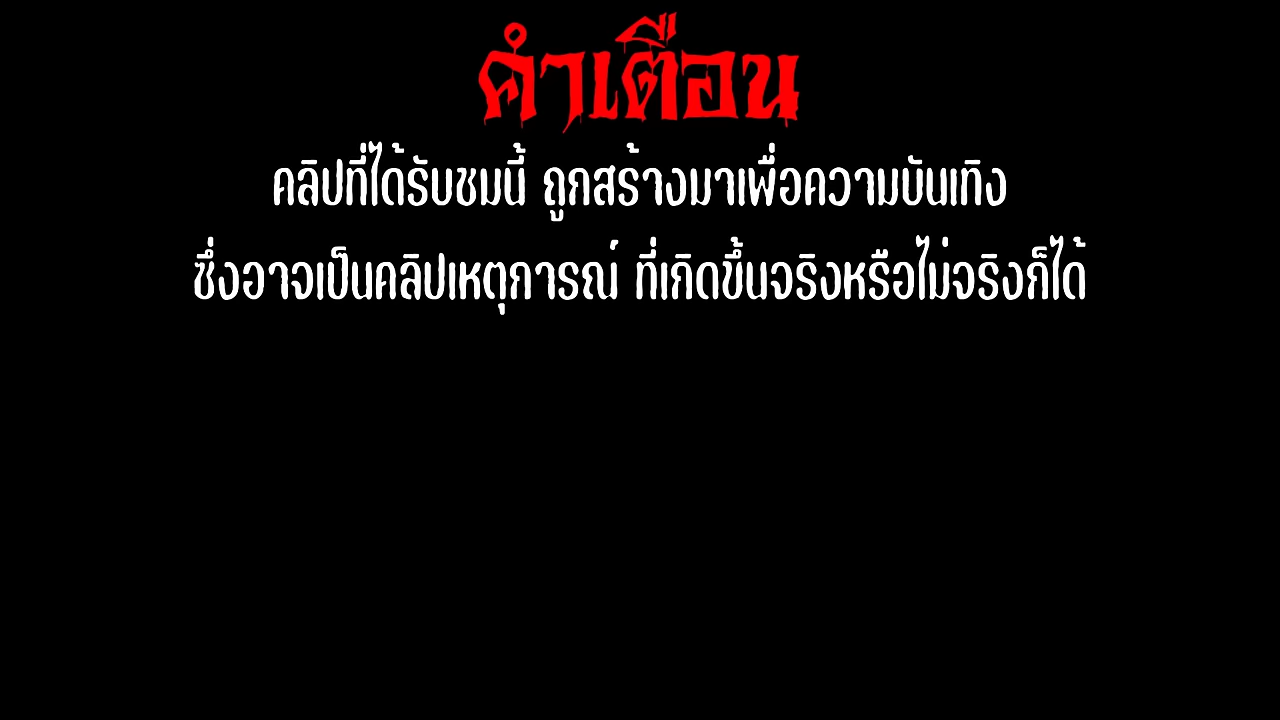 คำเตือน
คลิปที่ได้รับชมนี้ ถูกสร้างมาเพื่อความบันเทิง
ซึ่งอาจเป็นคลิปเหตุการณ์ ที่เกิดขึ้นจริงหรือไม่จริงก็ได้